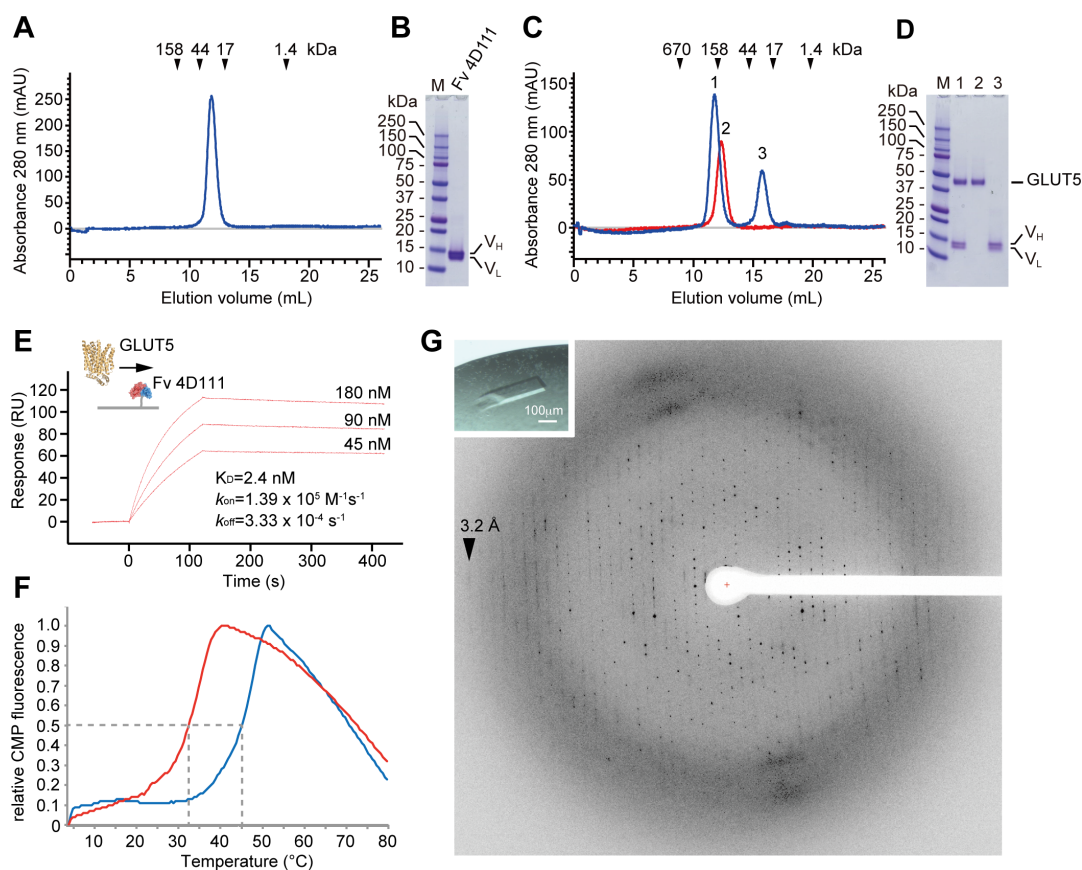 A
158 44 17 1.4 kDa
Absorbance 280 nm (mAU)
250
200
150
100
50
0
0 5 10 15 20 25
Elution volume (mL)
B
M Fv 4D111
kDa
250
150
100
75
50
37
25
20
15
10
VH
VL
C
670 158 44 17 1.4 kDa
Absorbance 280 nm (mAU)
150
100
50
0
1
2
3
0 5 10 15 20 25
Elution volume (mL)
D
M 1 2 3
kDa
250
150
100
75
50
37
25
20
15
10
GLUT5
VH
VL
E
GLUT5
Fv 4D111
Response (RU)
120
100
80
60
40
20
0
180 nM
90 nM
45 nM
KD=2.4 nM
kon=1.39 x 10⁵ M⁻¹s⁻¹
koff=3.33 x 10⁻⁴ s⁻¹
0 100 200 300 400
Time (s)
F
relative CMP fluorescence
1.0
0.9
0.8
0.7
0.6
0.5
0.4
0.3
0.2
0.1
0
10 20 30 40 50 60 70 80
Temperature (°C)
G
100μm
3.2 Å